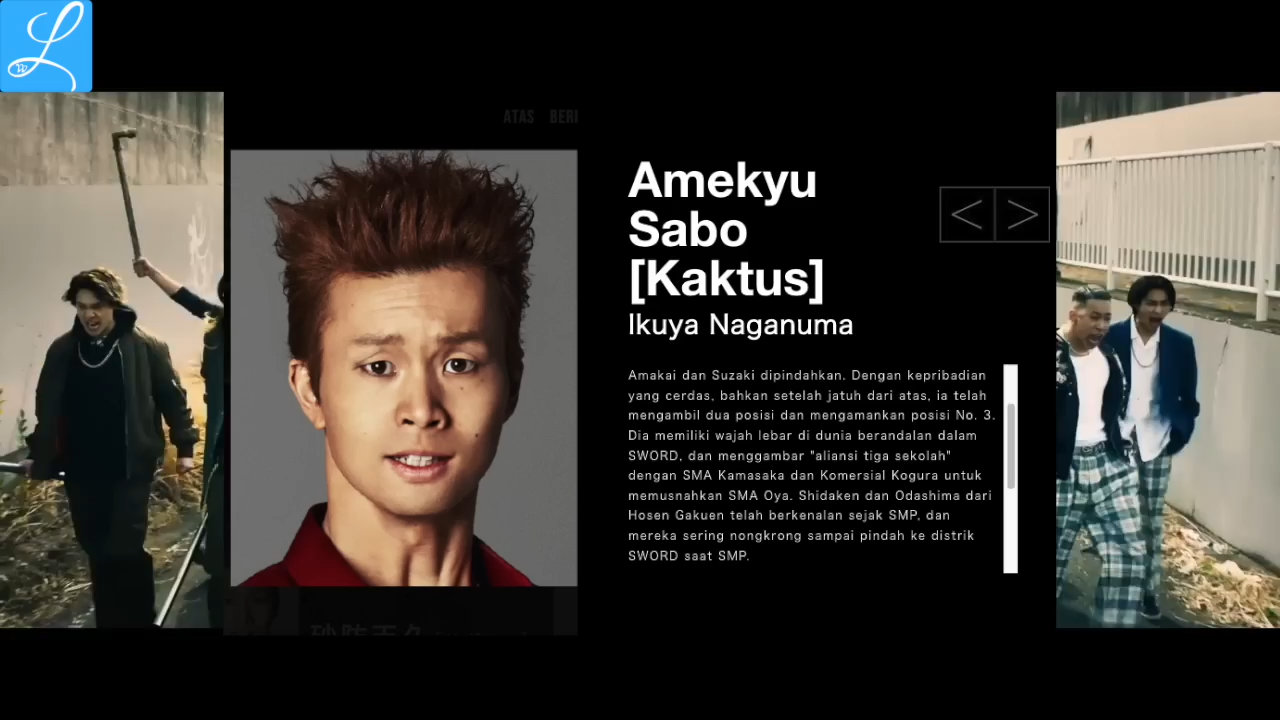 ATAS BERI
Amekyu
Sabo
[Kaktus]
Ikuya Naganuma
Amakai dan Suzaki dipindahkan. Dengan kepribadian
yang cerdas, bahkan setelah jatuh dari atas, ia telah
mengambil dua posisi dan mengamankan posisi No. 3.
Dia memiliki wajah lebar di dunia berandalan dalam
SWORD, dan menggambar "aliansi tiga sekolah"
dengan SMA Kamasaka dan Komersial Kogura untuk
memusnahkan SMA Oya. Shidaken dan Odashima dari
Hosen Gakuen telah berkenalan sejak SMP, dan
mereka sering nongkrong sampai pindah ke distrik
SWORD saat SMP.